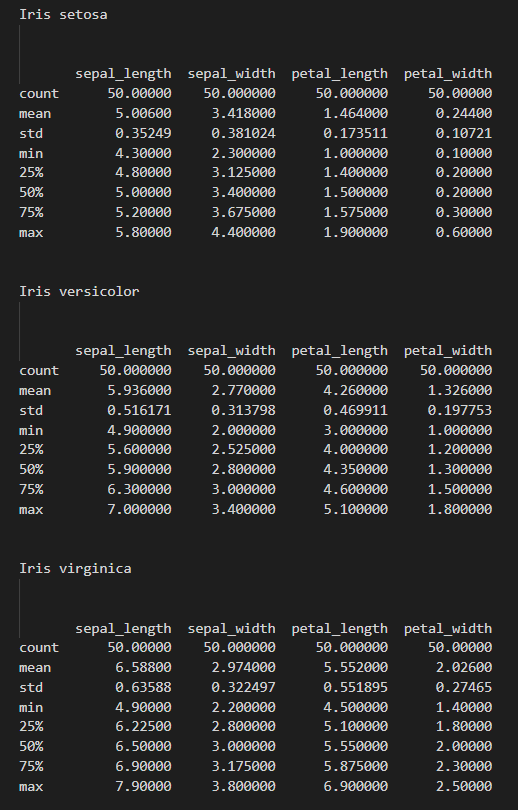 Iris setosa
sepal_length sepal_width petal_length petal_width
count 50.00000 50.000000 50.000000 50.00000
mean 5.00600 3.418000 1.464000 0.24400
std 0.35249 0.381024 0.173511 0.10721
min 4.30000 2.300000 1.000000 0.10000
25% 4.80000 3.125000 1.400000 0.20000
50% 5.00000 3.400000 1.500000 0.20000
75% 5.20000 3.675000 1.575000 0.30000
max 5.80000 4.400000 1.900000 0.60000
Iris versicolor
sepal_length sepal_width petal_length petal_width
count 50.000000 50.000000 50.000000 50.000000
mean 5.936000 2.770000 4.260000 1.326000
std 0.516171 0.313798 0.469911 0.197753
min 4.900000 2.000000 3.000000 1.000000
25% 5.600000 2.525000 4.000000 1.200000
50% 5.900000 2.800000 4.350000 1.300000
75% 6.300000 3.000000 4.600000 1.500000
max 7.000000 3.400000 5.100000 1.800000
Iris virginica
sepal_length sepal_width petal_length petal_width
count 50.00000 50.000000 50.000000 50.00000
mean 6.58800 2.974000 5.552000 2.02600
std 0.63588 0.322497 0.551895 0.27465
min 4.90000 2.200000 4.500000 1.40000
25% 6.22500 2.800000 5.100000 1.80000
50% 6.50000 3.000000 5.550000 2.00000
75% 6.90000 3.175000 5.875000 2.30000
max 7.90000 3.800000 6.900000 2.50000